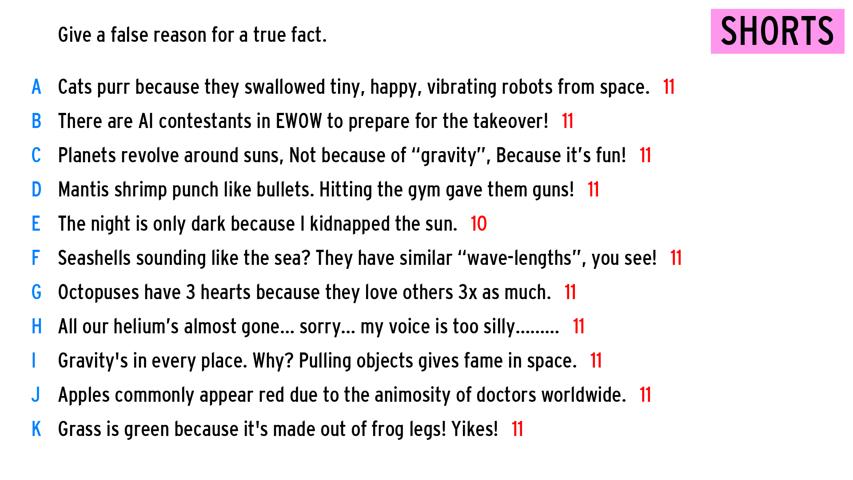 Give a false reason for a true fact.
SHORTS
A Cats purr because they swallowed tiny, happy, vibrating robots from space. 11
B There are AI contestants in EWOW to prepare for the takeover! 11
C Planets revolve around suns, Not because of “gravity”, Because it’s fun! 11
D Mantis shrimp punch like bullets. Hitting the gym gave them guns! 11
E The night is only dark because I kidnapped the sun. 10
F Seashells sounding like the sea? They have similar “wave-lengths”, you see! 11
G Octopuses have 3 hearts because they love others 3x as much. 11
H All our helium’s almost gone... sorry... my voice is too silly......... 11
I Gravity's in every place. Why? Pulling objects gives fame in space. 11
J Apples commonly appear red due to the animosity of doctors worldwide. 11
K Grass is green because it's made out of frog legs! Yikes! 11